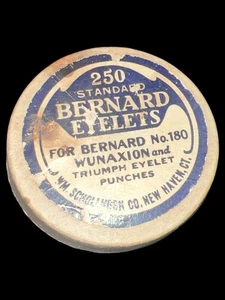 250
STANDARD
BERNARD
EYELETS
FOR BERNARD No.180
WUNAXION and
TRIUMPH EYELET
PUNCHES
WM. SCHOLLHORN CO. NEW HAVEN, CT.